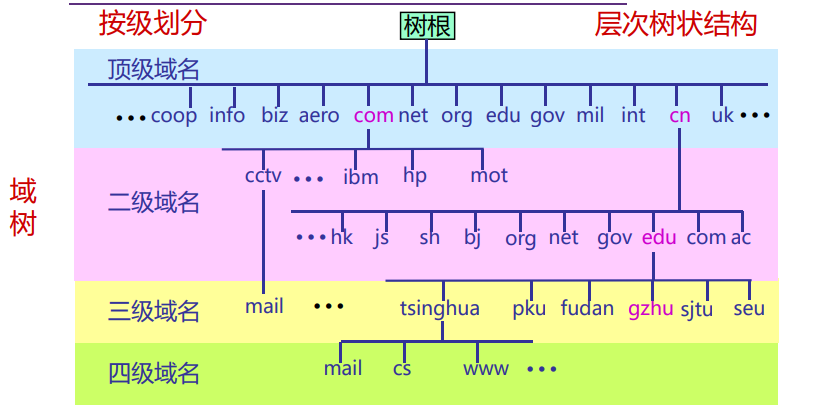 按级划分
树根
层次树状结构
顶级域名
•••coop info biz aero com net org edu gov mil int cn uk•••
域树
二级域名
cctv ••• ibm hp mot
•••hk js sh bj org net gov edu com ac
三级域名
mail ••• tsinghua pku fudan gzhu sjtu seu
四级域名
mail cs www •••